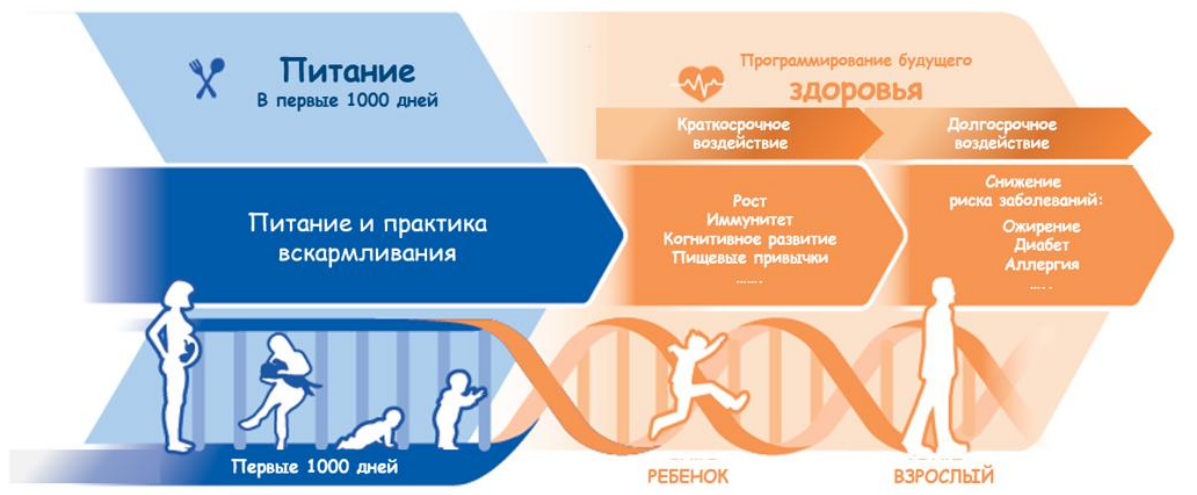 Питание
В первые 1000 дней
Программирование будущего
здоровья
Краткосрочное
воздействие
Долгосрочное
воздействие
Питание и практика
вскармливания
Рост
Иммунитет
Когнитивное развитие
Пищевые привычки
.......
Снижение
риска заболеваний:
Ожирение
Диабет
Аллергия
.....
Первые 1000 дней
РЕБЕНОК
ВЗРОСЛЫЙ